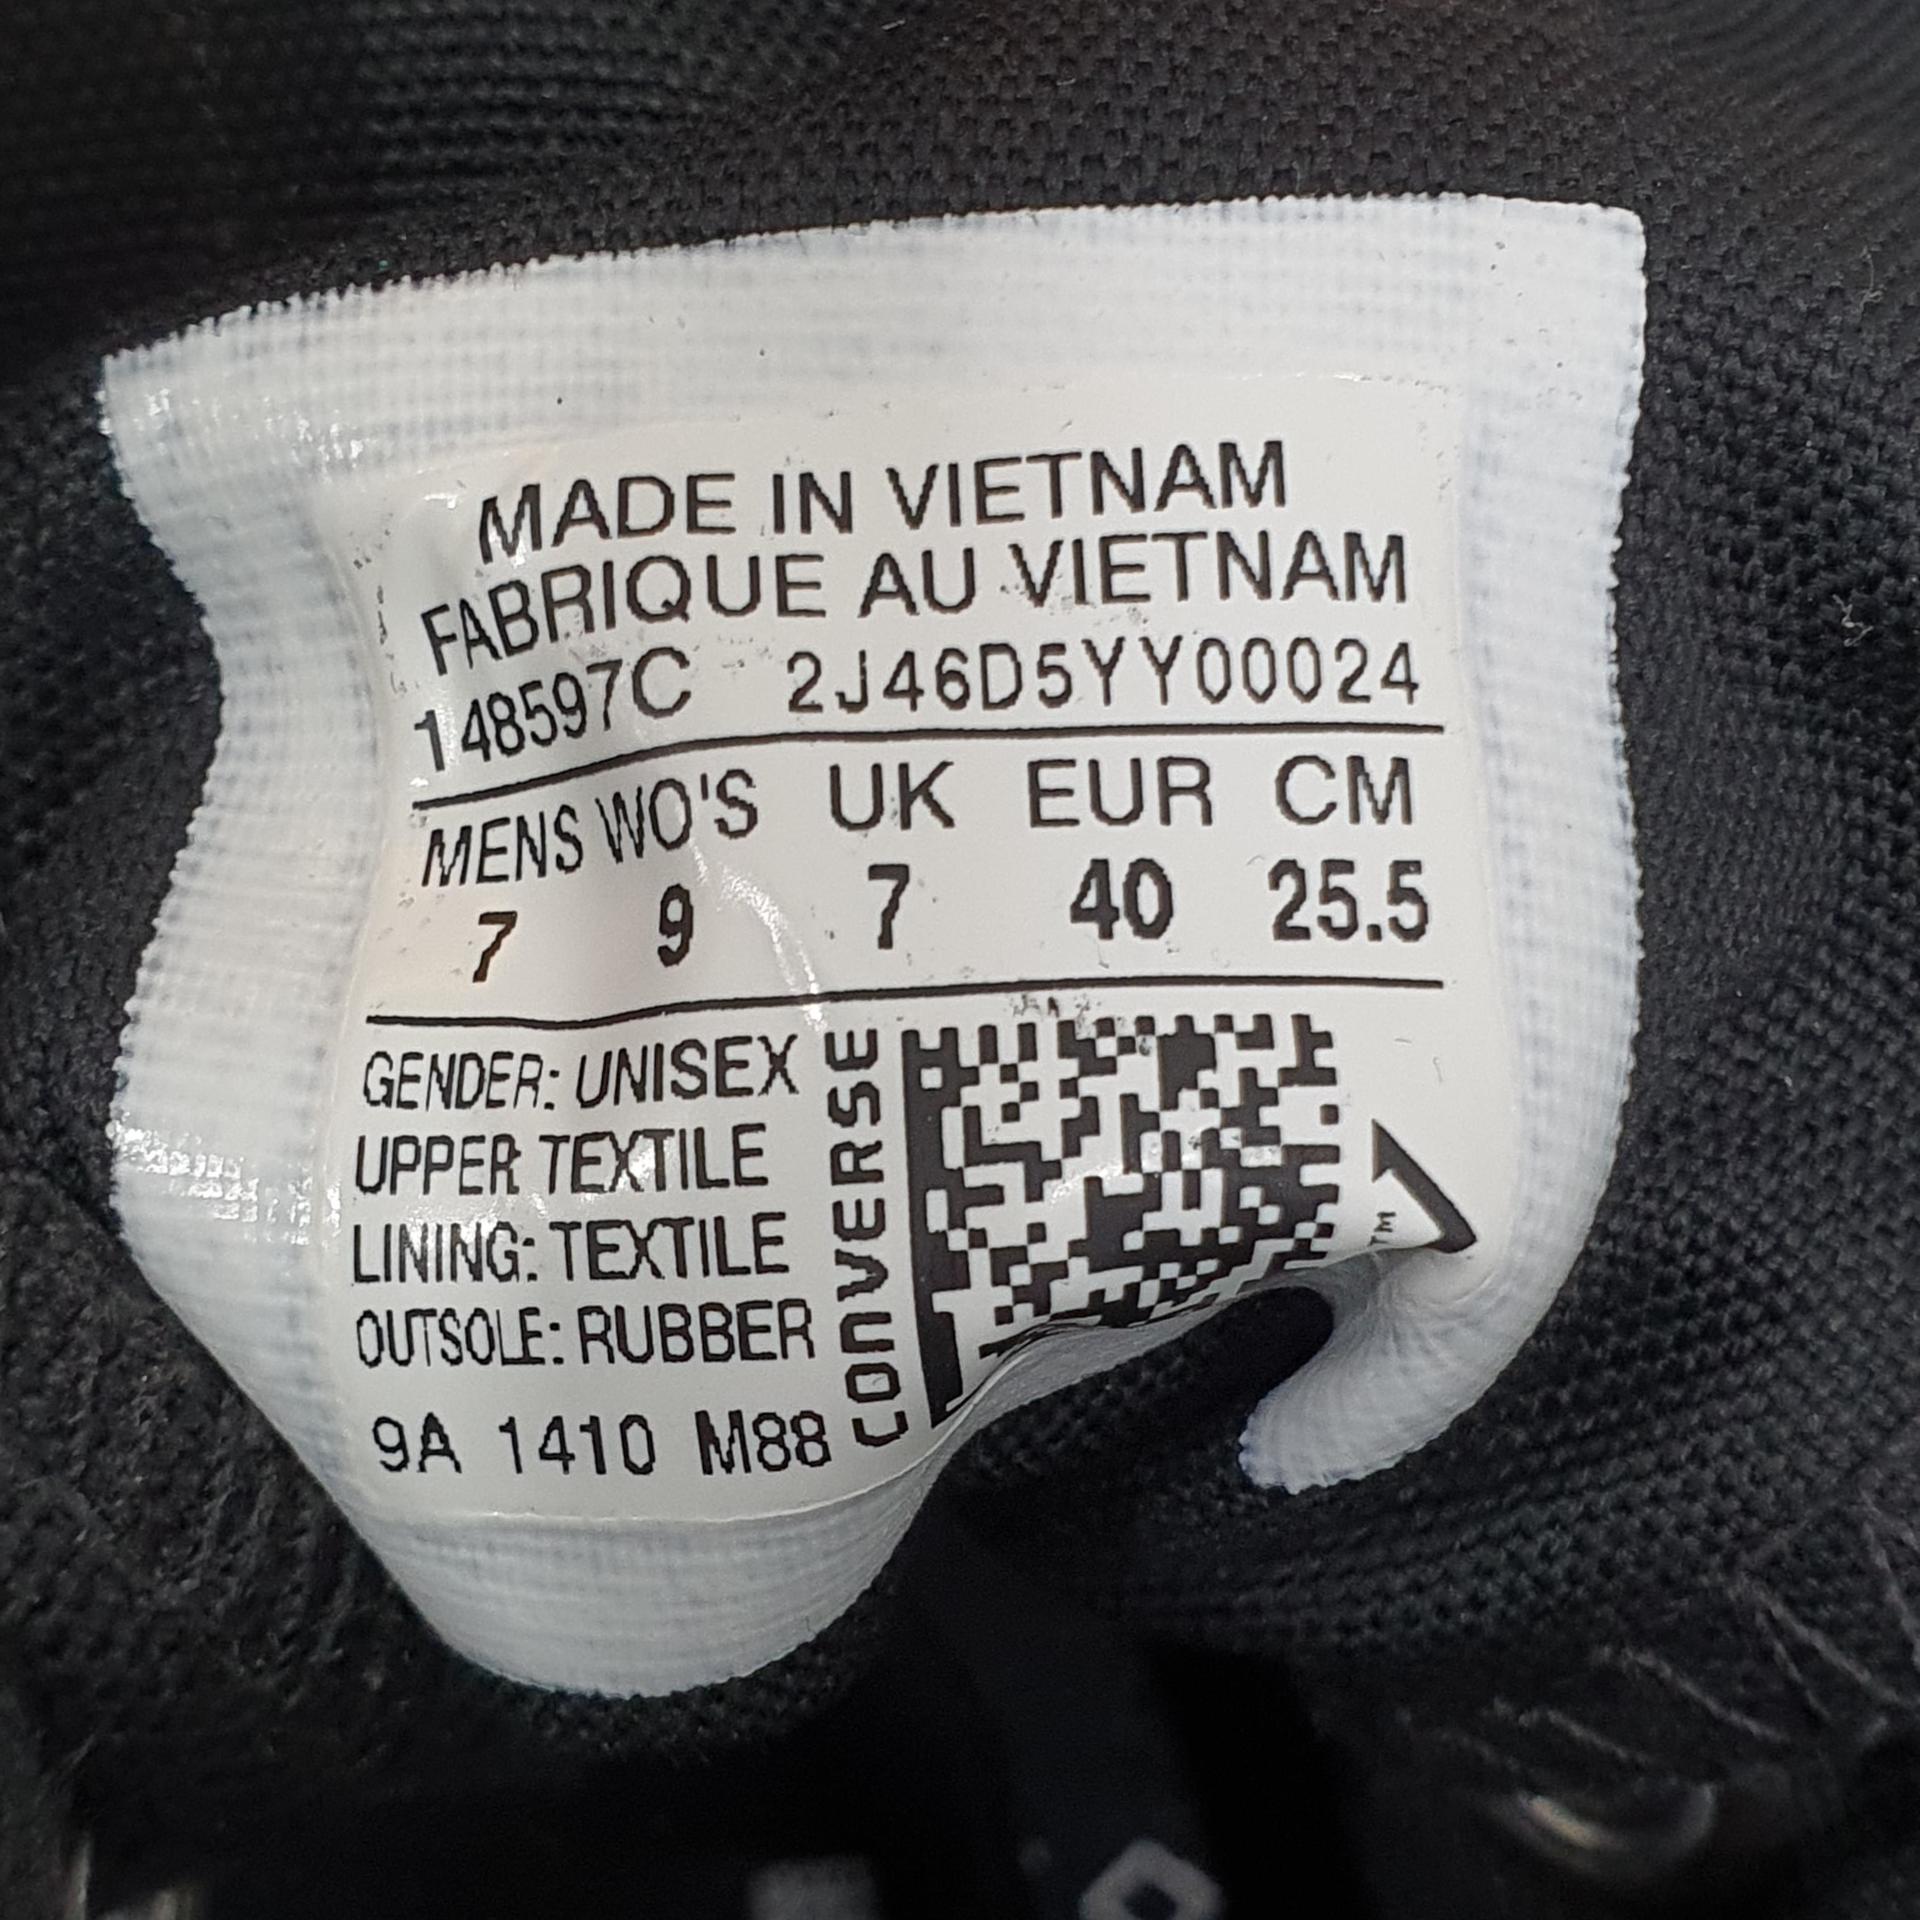 MADE IN VIETNAM
FABRIQUE AU VIETNAM
148597C 2J46D5YY00024
MENS WO'S UK EUR CM
7 9 7 40 25.5
GENDER: UNISEX
UPPER: TEXTILE
LINING: TEXTILE
OUTSOLE: RUBBER
9A 1410 M88
CONVERSE
TM